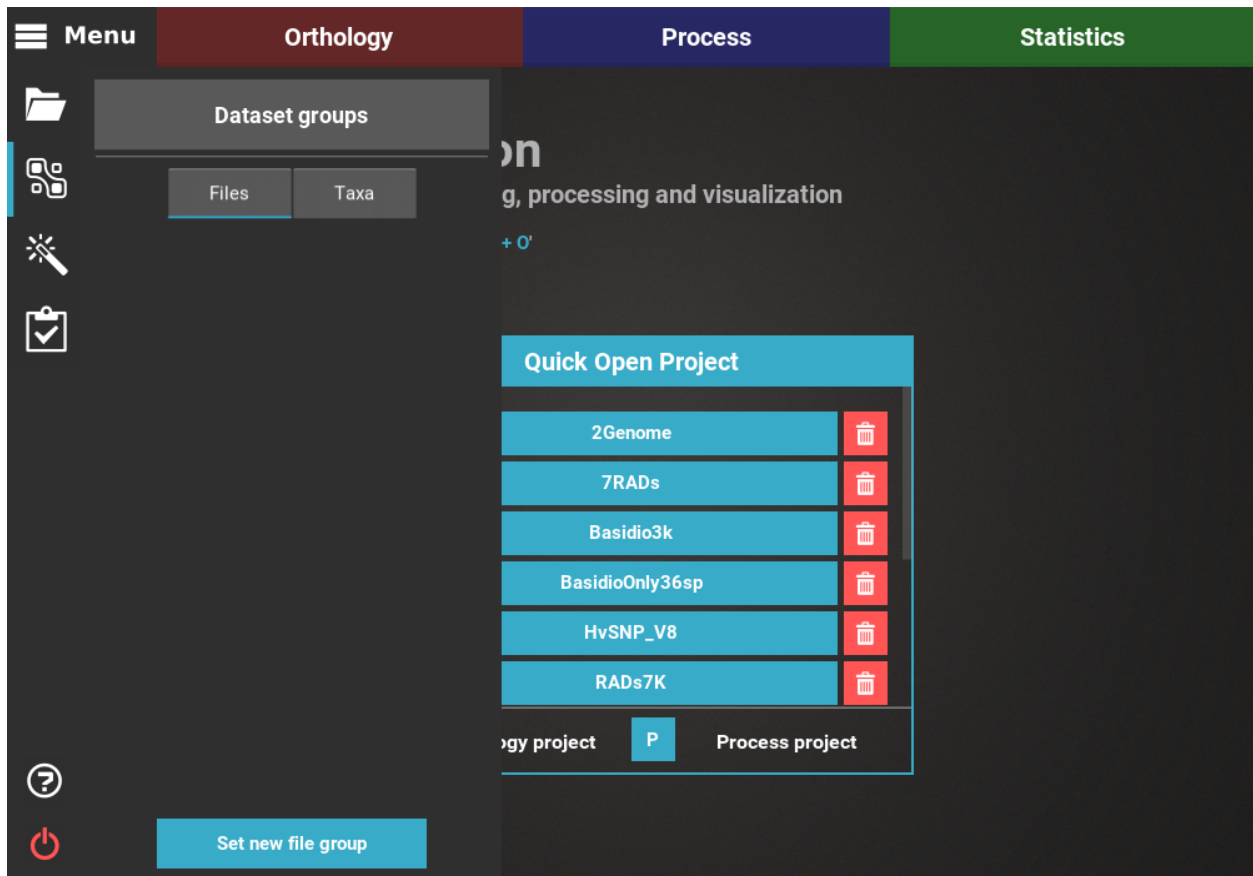 Menu
Orthology
Process
Statistics
Dataset groups
Files
Taxa
on
g, processing and visualization
+ O'
Quick Open Project
2Genome
7RADs
Basidio3k
BasidioOnly36sp
HvSNP_V8
RADs7K
ogy project
P
Process project
?
Set new file group